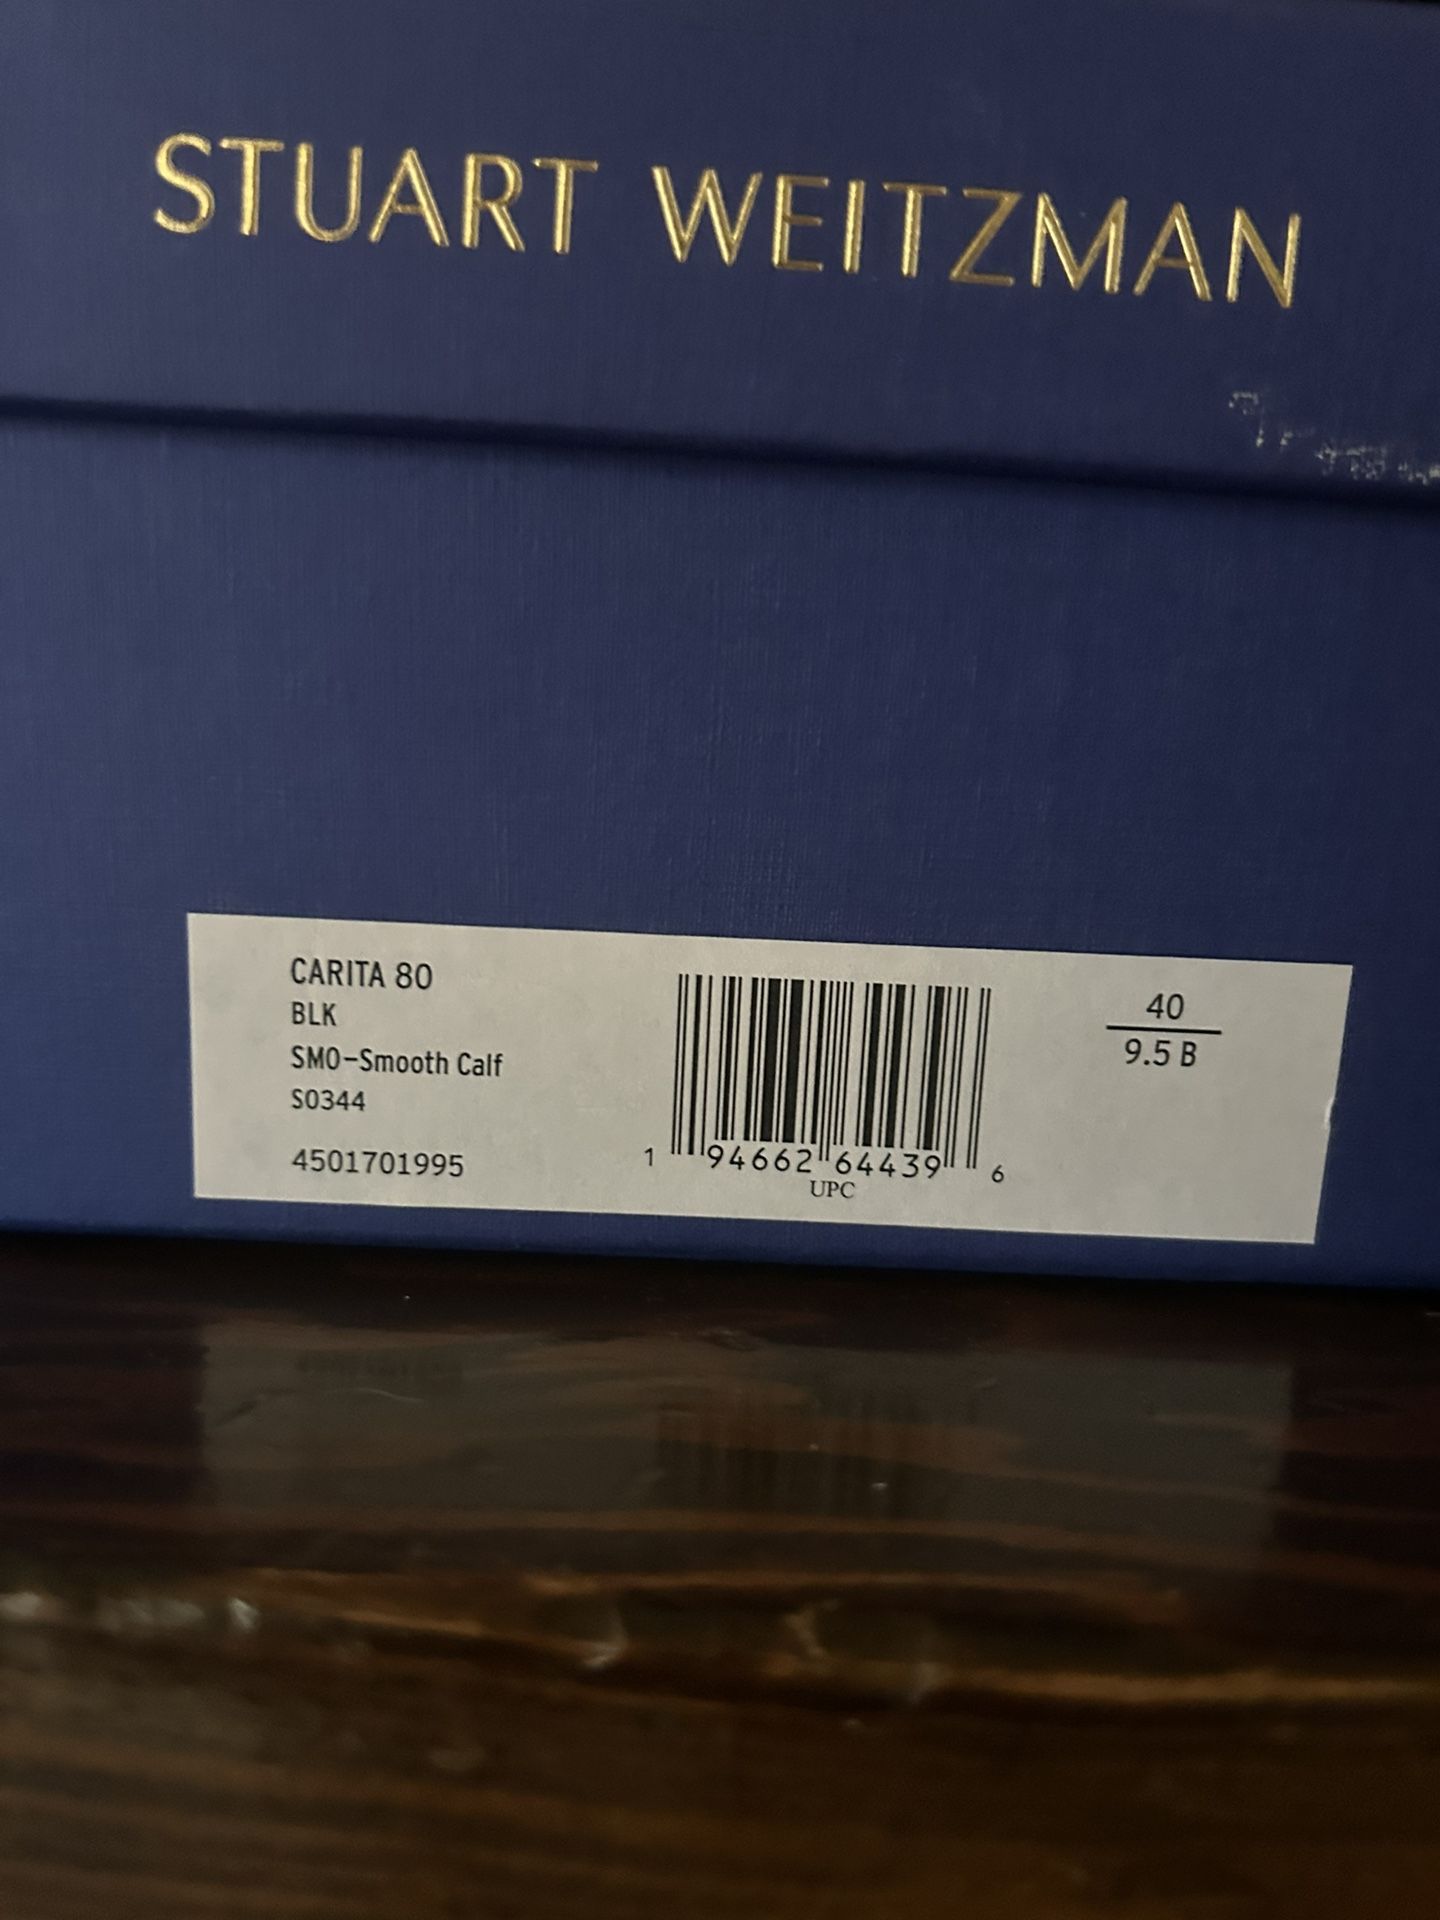 STUART WEITZMAN
CARITA 80
BLK
SMO-Smooth Calf
S0344
4501701995
1 94662 64439 6
UPC
40
9.5 B